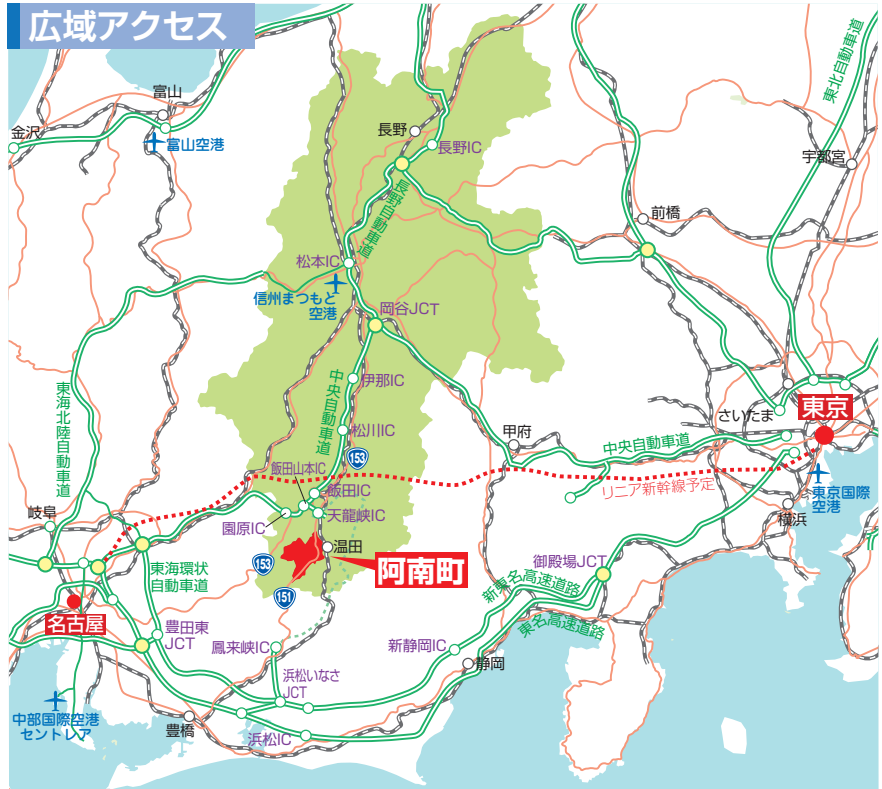 広域アクセス
富山
金沢
富山空港
長野
長野IC
長野自動車道
東北自動車道
宇都宮
前橋
松本IC
信州まつもと
空港
岡谷JCT
伊那IC
中央自動車道
松川IC
153
飯田山本IC
飯田IC
天龍峡IC
園原IC
東海北陸自動車道
岐阜
甲府
さいたま
東京
中央自動車道
リニア新幹線予定
東京国際
空港
横浜
温田
阿南町
153
151
御殿場JCT
新東名高速道路
東名高速道路
東海環状
自動車道
名古屋
豊田東
JCT
鳳来峡IC
新静岡IC
静岡
浜松いなさ
JCT
中部国際空港
セントレア
豊橋
浜松IC